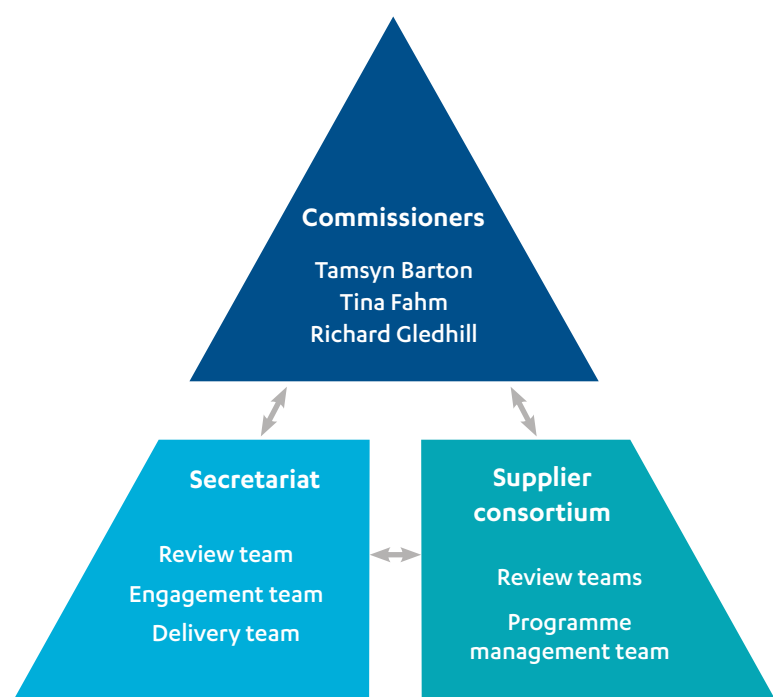 Commissioners
Tamsyn Barton
Tina Fahm
Richard Gledhill
Secretariat
Review team
Engagement team
Delivery team
Supplier
consortium
Review teams
Programme
management team